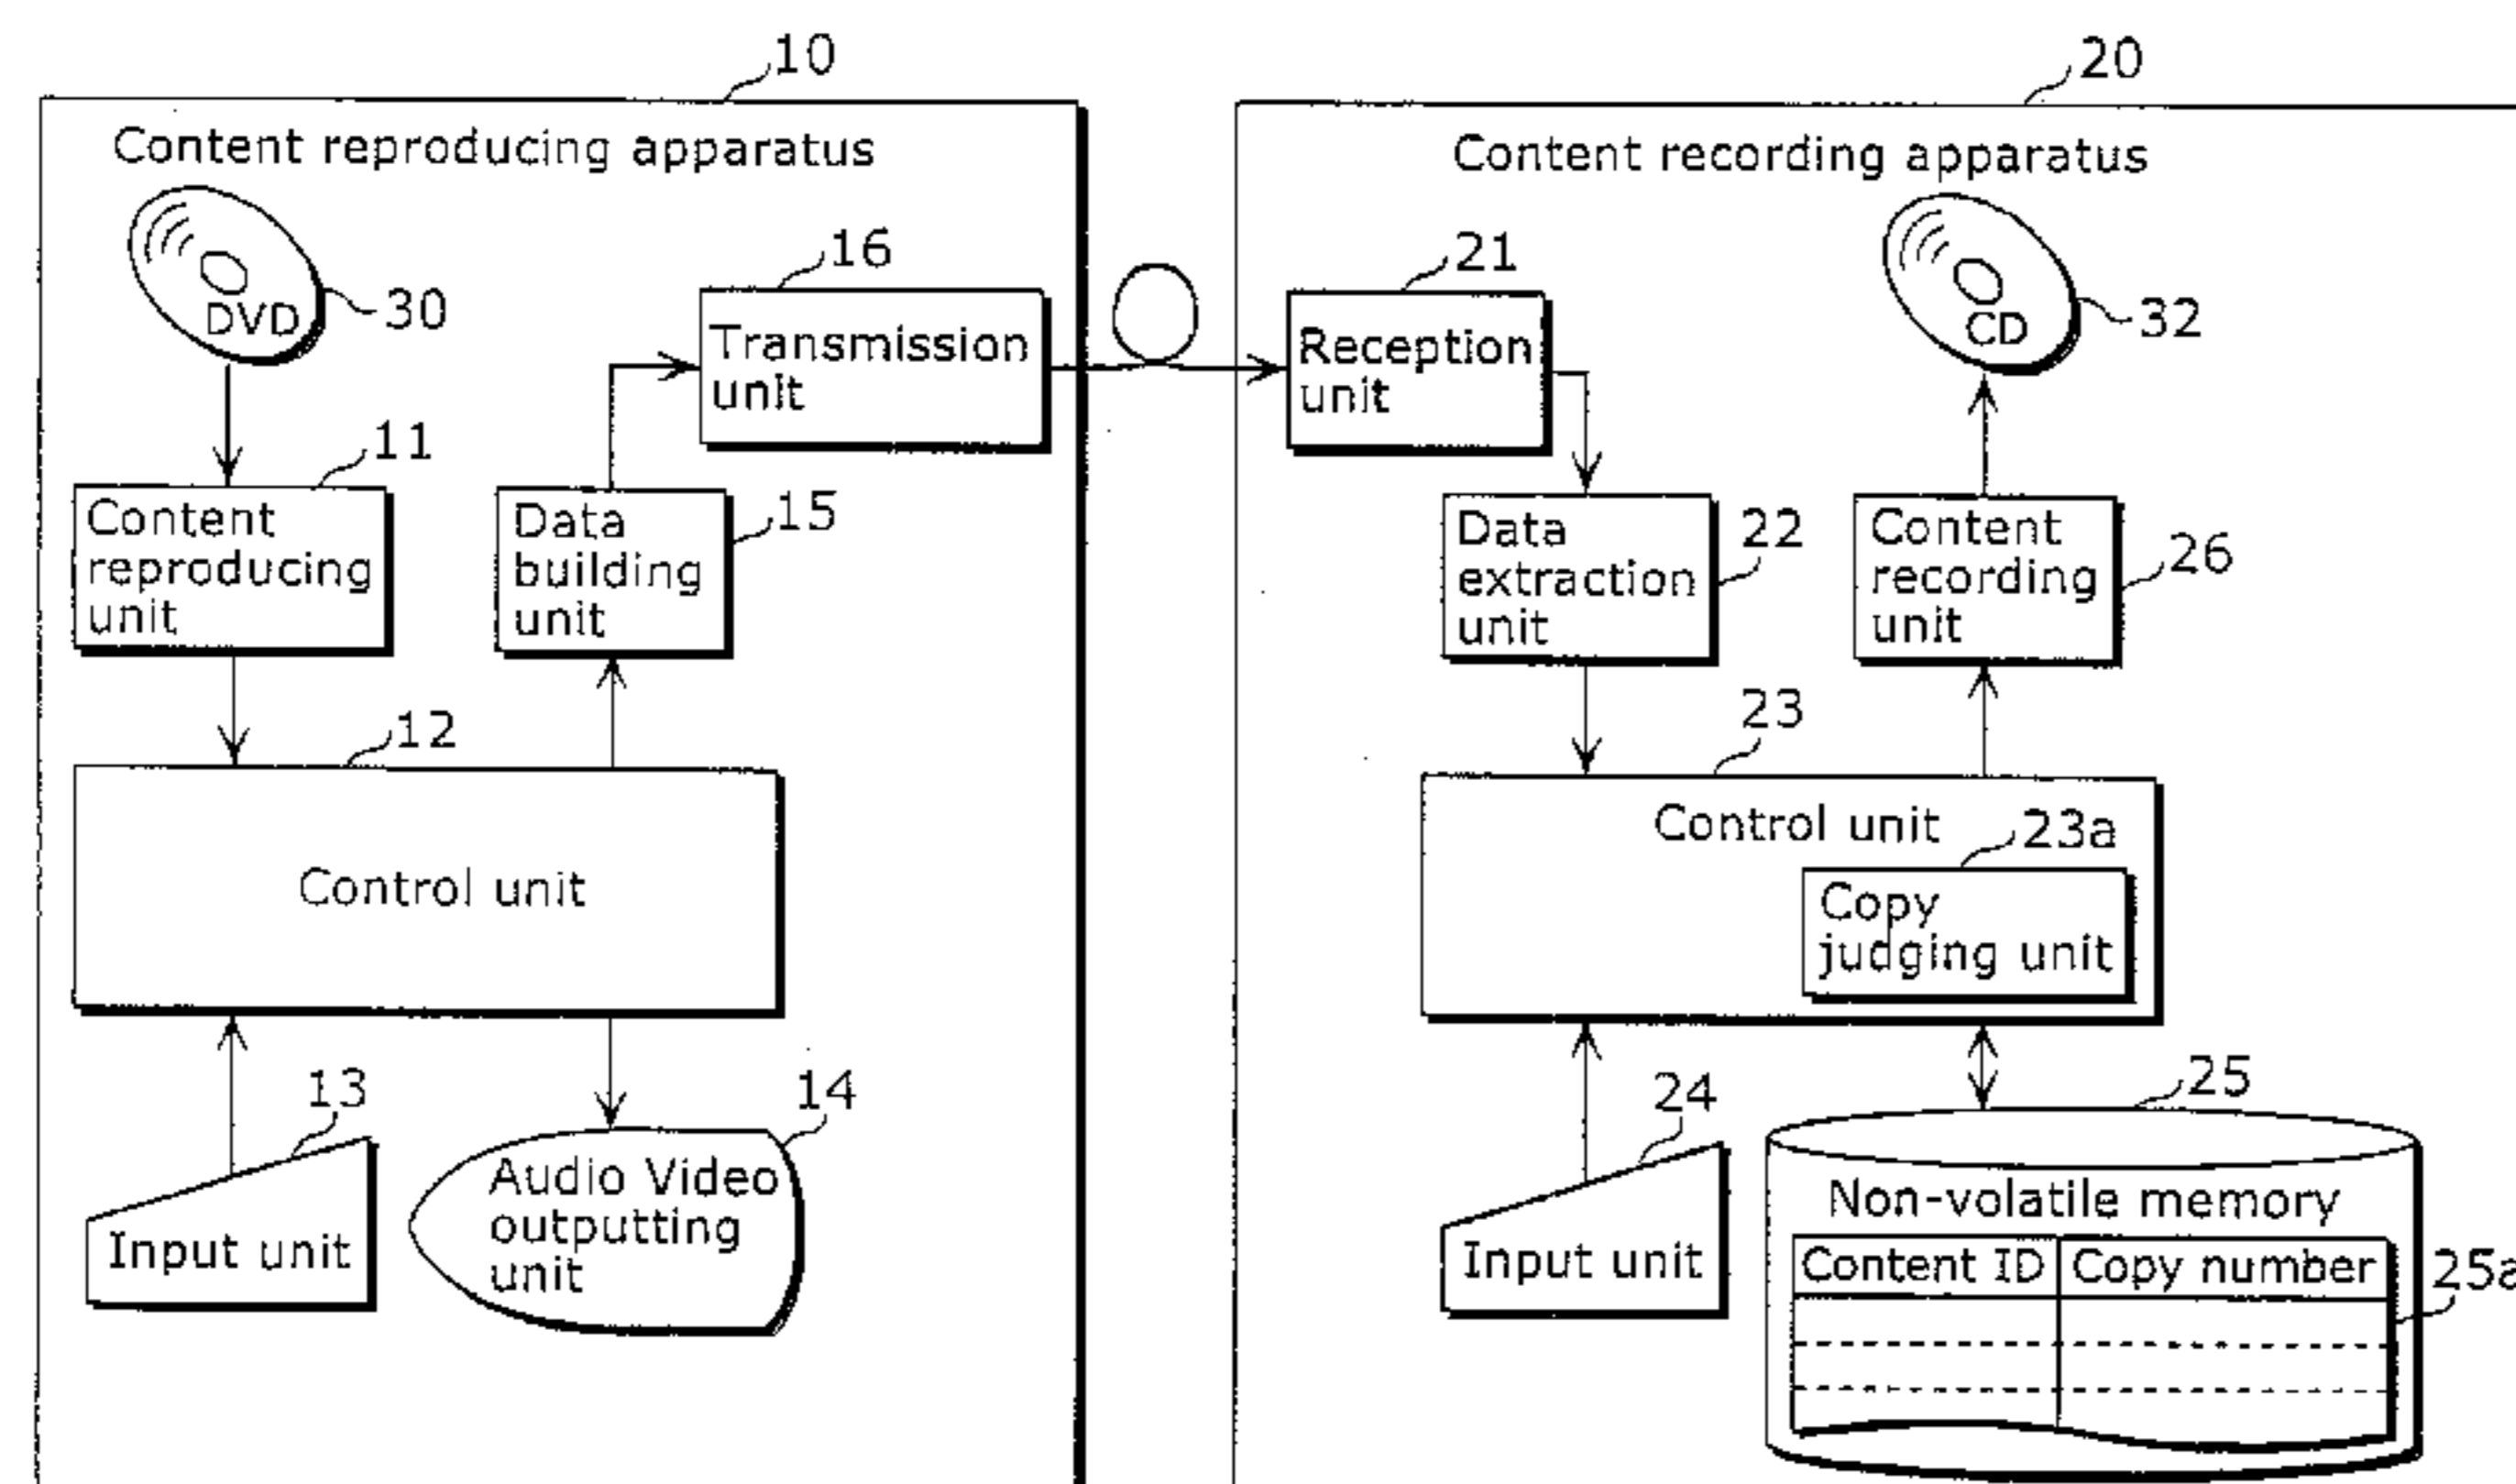 10
20
Content reproducing apparatus
Content recording apparatus
DVD
30
16
Transmission
unit
21
Reception
unit
CD
32
11
Content
reproducing
unit
Data
building
unit
15
Data
extraction
unit
22
Content
recording
unit
26
12
Control unit
23
Control unit
23a
Copy
judging unit
13
Input unit
14
Audio Video
outputting
unit
24
Input unit
25
Non-volatile memory
Content ID
Copy number
25a